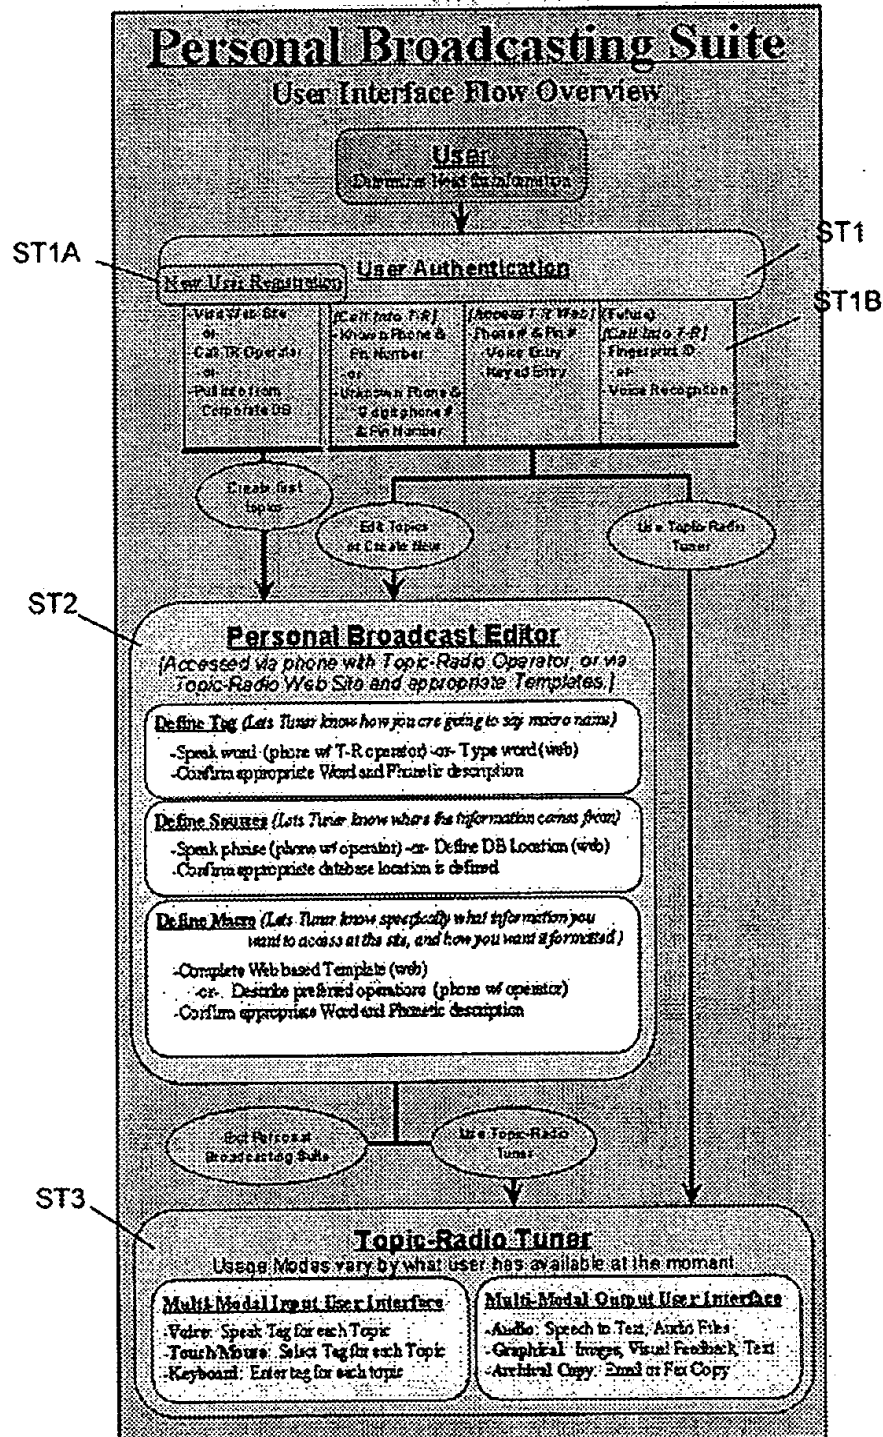 Personal Broadcasting Suite
User Interface Flow Overview
User
Determines Need for Information
ST1
ST1A
User Authentication
New User Registration
ST1B
-Visit Web Site
-or-
-Call TR Operator
-or-
-Pull Info from
Corporate DB
[Call Into T-R]
-Known Phone &
Pin Number
-or-
-Unknown Phone &
phone #
& Pin Number
[Access T-R Web]
Phone # & Pin #
-Voice Entry
-Keyed Entry
(Future)
[Call Into T-R]
-Fingerprint ID
-or-
-Voice Recognition
Create first
topics
Edit Topics
or Create New
Use Topic-Radio
Tuner
ST2
Personal Broadcast Editor
[Accessed via phone with Topic-Radio Operator, or via
Topic-Radio Web Site and appropriate Templates.]
Define Tag (Lets Tuner know how you are going to say macro name)
-Speak word (phone w/ T-R operator) -or- Type word (web)
-Confirm appropriate Word and Phonetic description
Define Sources (Lets Tuner know where the information comes from)
-Speak phrase (phone w/ operator) -or- Define DB Location (web)
-Confirm appropriate database location is defined
Define Macro (Lets Tuner know specifically what information you
want to access at the site, and how you want it formatted)
-Complete Web based Template (web)
-or- Describe preferred operations (phone w/ operator)
-Confirm appropriate Word and Phonetic description
Exit Personal
Broadcasting Suite
Use Topic-Radio
Tuner
ST3
Topic-Radio Tuner
Usage Modes vary by what user has available at the moment
Multi-Modal Input User Interface
-Voice: Speak Tag for each Topic
-Touch/Mouse: Select Tag for each Topic
-Keyboard: Enter tag for each topic
Multi-Modal Output User Interface
-Audio: Speech to Text, Audio Files
-Graphical: Images, Visual Feedback, Text
-Archival Copy: Email or Fax Copy